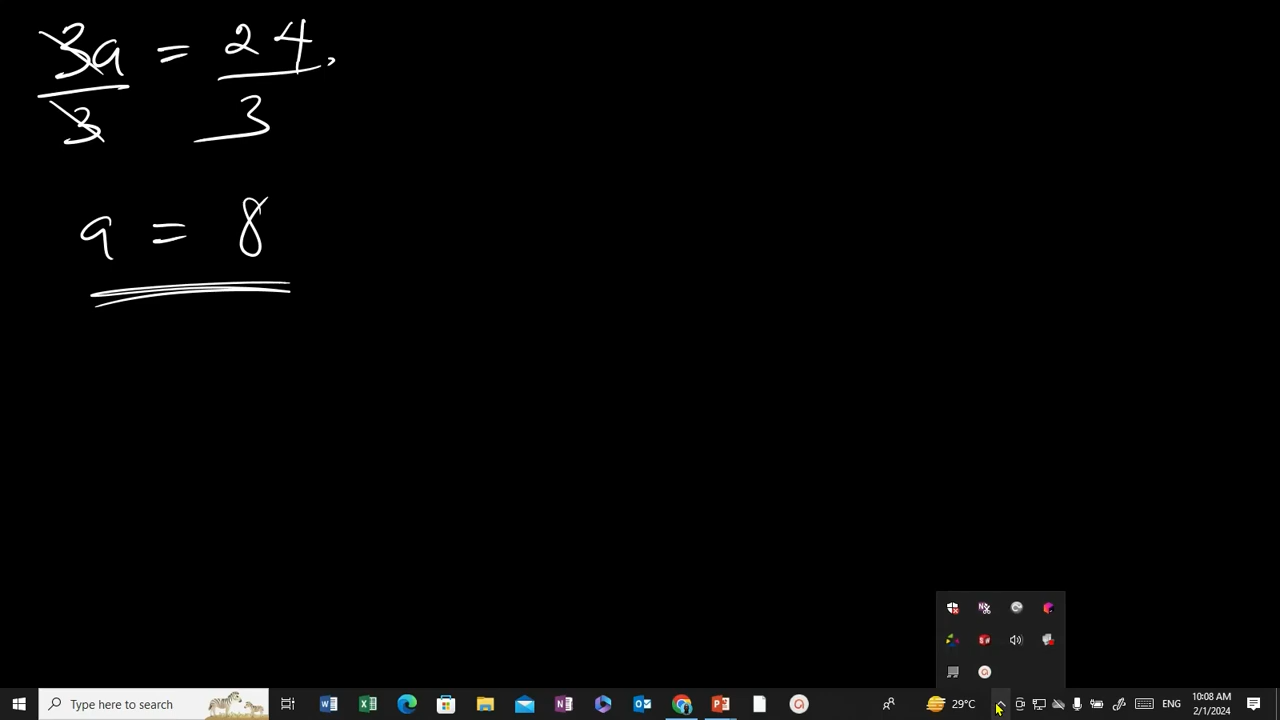 3a = 24,
3 3
a = 8
Type here to search
29°C
ENG
10:08 AM
2/1/2024